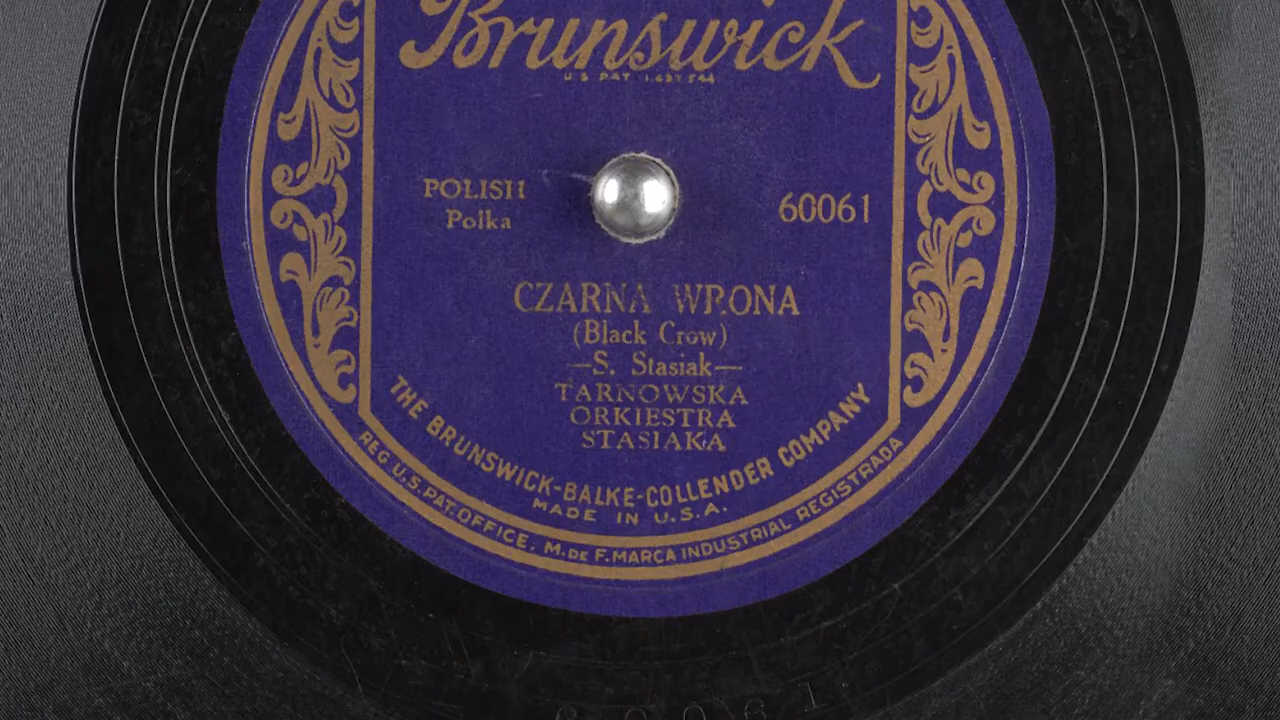 Brunswick
U S PAT 1,637,544
POLISH
Polka
60061
CZARNA WRONA
(Black Crow)
—S. Stasiak—
TARNOWSKA
ORKIESTRA
STASIAKA
THE BRUNSWICK-BALKE-COLLENDER COMPANY
MADE IN U.S.A.
REG U.S.PAT.OFFICE. M.DE F. MARCA INDUSTRIAL REGISTRADA
60061